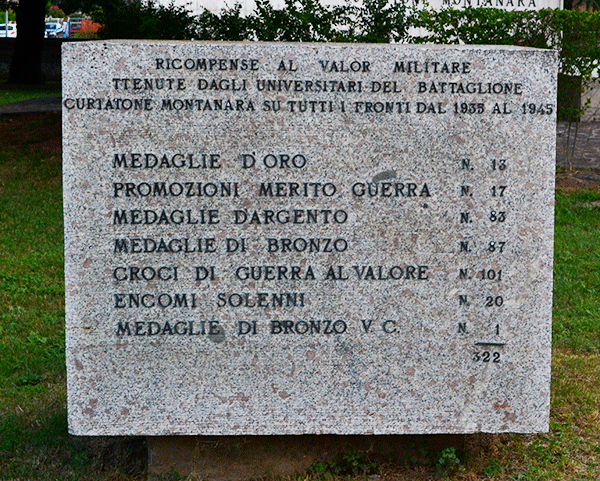 MONTANARA
RICOMPENSE AL VALOR MILITARE
TTENUTE DAGLI UNIVERSITARI DEL BATTAGLIONE
CURTATONE MONTANARA SU TUTTI I FRONTI DAL 1935 AL 1945
MEDAGLIE D'ORO N. 13
PROMOZIONI MERITO GUERRA N. 17
MEDAGLIE D'ARGENTO N. 83
MEDAGLIE DI BRONZO N. 87
CROCI DI GUERRA AL VALORE N. 101
ENCOMI SOLENNI N. 20
MEDAGLIE DI BRONZO V. C. N. 1
322